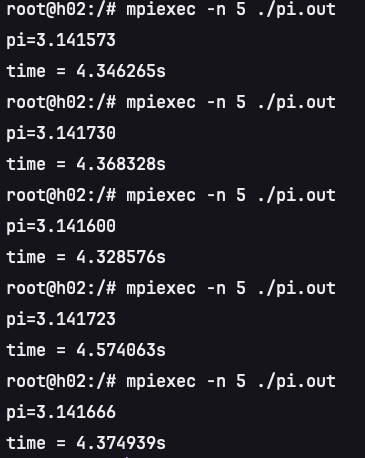 root@h02:/# mpiexec -n 5 ./pi.out
pi=3.141573
time = 4.346265s
root@h02:/# mpiexec -n 5 ./pi.out
pi=3.141730
time = 4.368328s
root@h02:/# mpiexec -n 5 ./pi.out
pi=3.141600
time = 4.328576s
root@h02:/# mpiexec -n 5 ./pi.out
pi=3.141723
time = 4.574063s
root@h02:/# mpiexec -n 5 ./pi.out
pi=3.141666
time = 4.374939s